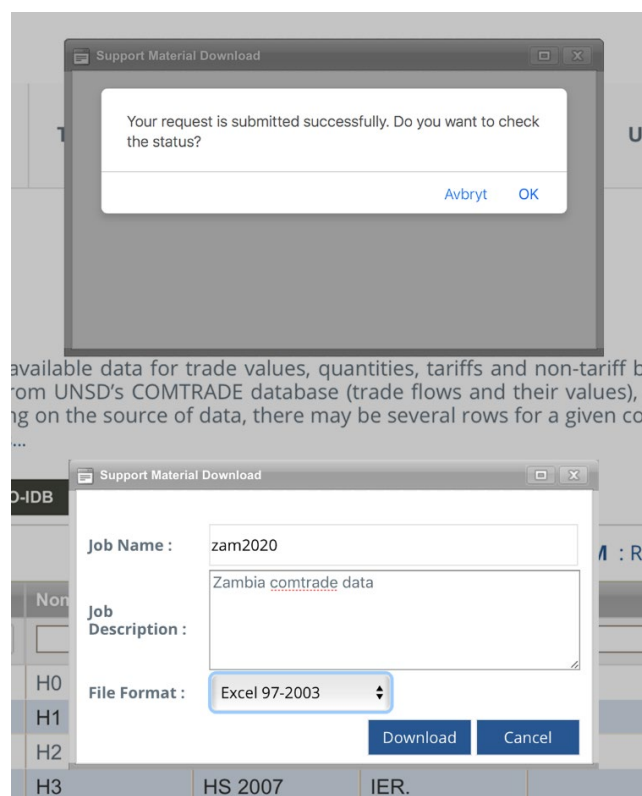 Support Material Download
Your request is submitted successfully. Do you want to check
the status?
Avbryt OK
available data for trade values, quantities, tariffs and non-tariff b
rom UNSD's COMTRADE database (trade flows and their values),
ng on the source of data, there may be several rows for a given co
...
O-IDB
Support Material Download
Job Name :
zam2020
M : R
Job
Description :
Zambia comtrade data
Non
File Format :
Excel 97-2003
Download Cancel
H0
H1
H2
H3 HS 2007 IER.